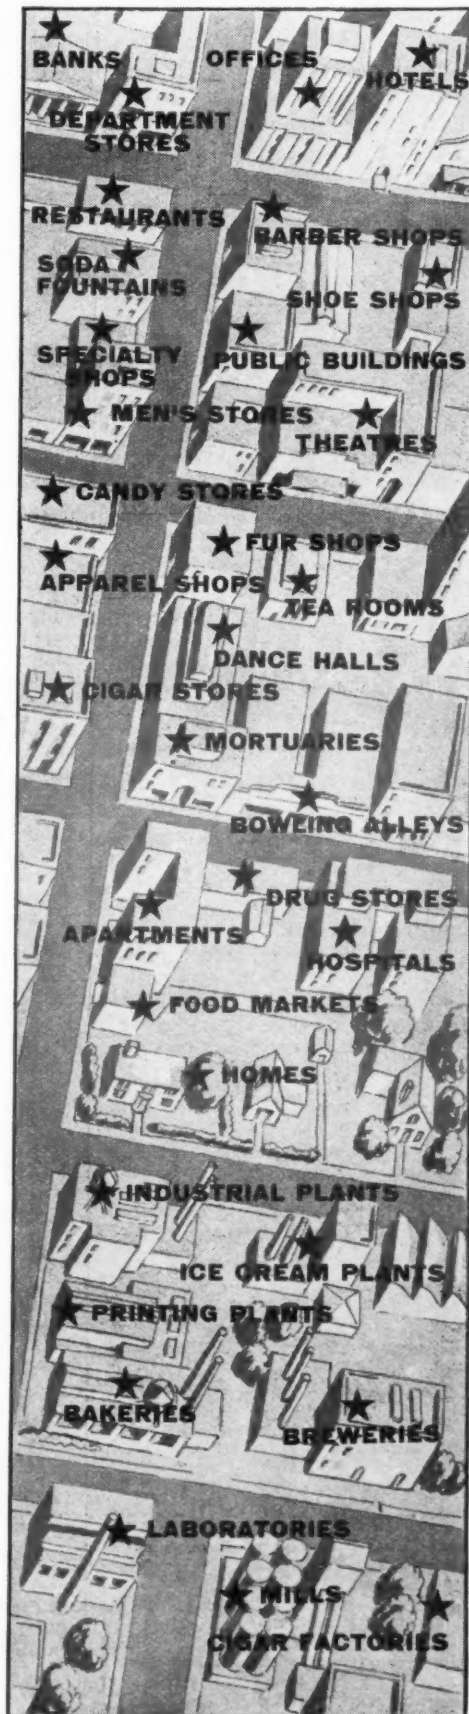 BANKS OFFICES
HOTELS
DEPARTMENT
STORES
RESTAURANTS
BARBER SHOPS
SODA
FOUNTAINS
SHOE SHOPS
SPECIALTY
SHOPS
PUBLIC BUILDINGS
MEN'S STORES
THEATRES
CANDY STORES
FUR SHOPS
APPAREL SHOPS
TEA ROOMS
DANCE HALLS
CIGAR STORES
MORTUARIES
BOWLING ALLEYS
DRUG STORES
APARTMENTS
HOSPITALS
FOOD MARKETS
HOMES
INDUSTRIAL PLANTS
ICE CREAM PLANTS
PRINTING PLANTS
BAKERIES
BREWERIES
LABORATORIES
MILLS
CIGAR FACTORIES